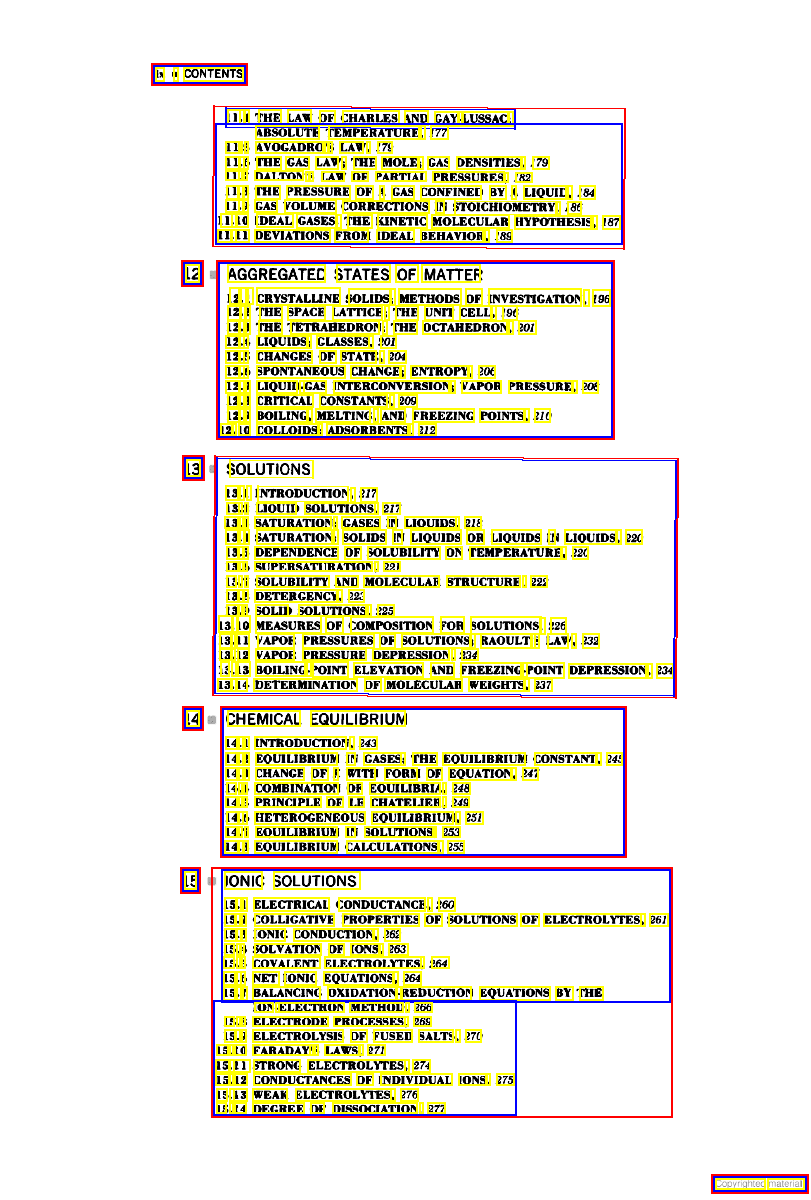 CONTENTS
11.4 THE LAW OF CHARLES AND GAY-LUSSAC.
ABSOLUTE TEMPERATURE, 177
11.5 AVOGADRO'S LAW, 179
11.6 THE GAS LAW; THE MOLE; GAS DENSITIES, 179
11.7 DALTON'S LAW OF PARTIAL PRESSURES, 182
11.8 THE PRESSURE OF A GAS CONFINED BY A LIQUID, 184
11.9 GAS VOLUME CORRECTIONS IN STOICHIOMETRY, 186
11.10 IDEAL GASES. THE KINETIC MOLECULAR HYPOTHESIS, 187
11.11 DEVIATIONS FROM IDEAL BEHAVIOR, 189
12 AGGREGATED STATES OF MATTER
12.1 CRYSTALLINE SOLIDS; METHODS OF INVESTIGATION, 196
12.2 THE SPACE LATTICE; THE UNIT CELL, 196
12.3 THE TETRAHEDRON; THE OCTAHEDRON, 201
12.4 LIQUIDS; GLASSES, 201
12.5 CHANGES OF STATE, 204
12.6 SPONTANEOUS CHANGE; ENTROPY, 206
12.7 LIQUID-GAS INTERCONVERSION; VAPOR PRESSURE, 208
12.8 CRITICAL CONSTANTS, 209
12.9 BOILING, MELTING, AND FREEZING POINTS, 210
12.10 COLLOIDS; ADSORBENTS, 212
13 SOLUTIONS
13.1 INTRODUCTION, 217
13.2 LIQUID SOLUTIONS, 217
13.3 SATURATION; GASES IN LIQUIDS, 218
13.4 SATURATION; SOLIDS IN LIQUIDS OR LIQUIDS IN LIQUIDS, 220
13.5 DEPENDENCE OF SOLUBILITY ON TEMPERATURE, 220
13.6 SUPERSATURATION, 221
13.7 SOLUBILITY AND MOLECULAR STRUCTURE, 222
13.8 DETERGENCY, 223
13.9 SOLID SOLUTIONS, 225
13.10 MEASURES OF COMPOSITION FOR SOLUTIONS, 226
13.11 VAPOR PRESSURES OF SOLUTIONS; RAOULT'S LAW, 232
13.12 VAPOR PRESSURE DEPRESSION, 234
13.13 BOILING-POINT ELEVATION AND FREEZING-POINT DEPRESSION, 234
13.14 DETERMINATION OF MOLECULAR WEIGHTS, 237
14 CHEMICAL EQUILIBRIUM
14.1 INTRODUCTION, 243
14.2 EQUILIBRIUM IN GASES; THE EQUILIBRIUM CONSTANT, 245
14.3 CHANGE OF K WITH FORM OF EQUATION, 247
14.4 COMBINATION OF EQUILIBRIA, 248
14.5 PRINCIPLE OF LE CHATELIER, 249
14.6 HETEROGENEOUS EQUILIBRIUM, 251
14.7 EQUILIBRIUM IN SOLUTIONS, 253
14.8 EQUILIBRIUM CALCULATIONS, 255
15 IONIC SOLUTIONS
15.1 ELECTRICAL CONDUCTANCE, 260
15.2 COLLIGATIVE PROPERTIES OF SOLUTIONS OF ELECTROLYTES, 261
15.3 IONIC CONDUCTION, 262
15.4 SOLVATION OF IONS, 263
15.5 COVALENT ELECTROLYTES, 264
15.6 NET IONIC EQUATIONS, 264
15.7 BALANCING OXIDATION-REDUCTION EQUATIONS BY THE
ION-ELECTRON METHOD, 266
15.8 ELECTRODE PROCESSES, 269
15.9 ELECTROLYSIS OF FUSED SALTS, 270
15.10 FARADAY'S LAWS, 271
15.11 STRONG ELECTROLYTES, 274
15.12 CONDUCTANCES OF INDIVIDUAL IONS, 275
15.13 WEAK ELECTROLYTES, 276
15.14 DEGREE OF DISSOCIATION, 277
Copyrighted material